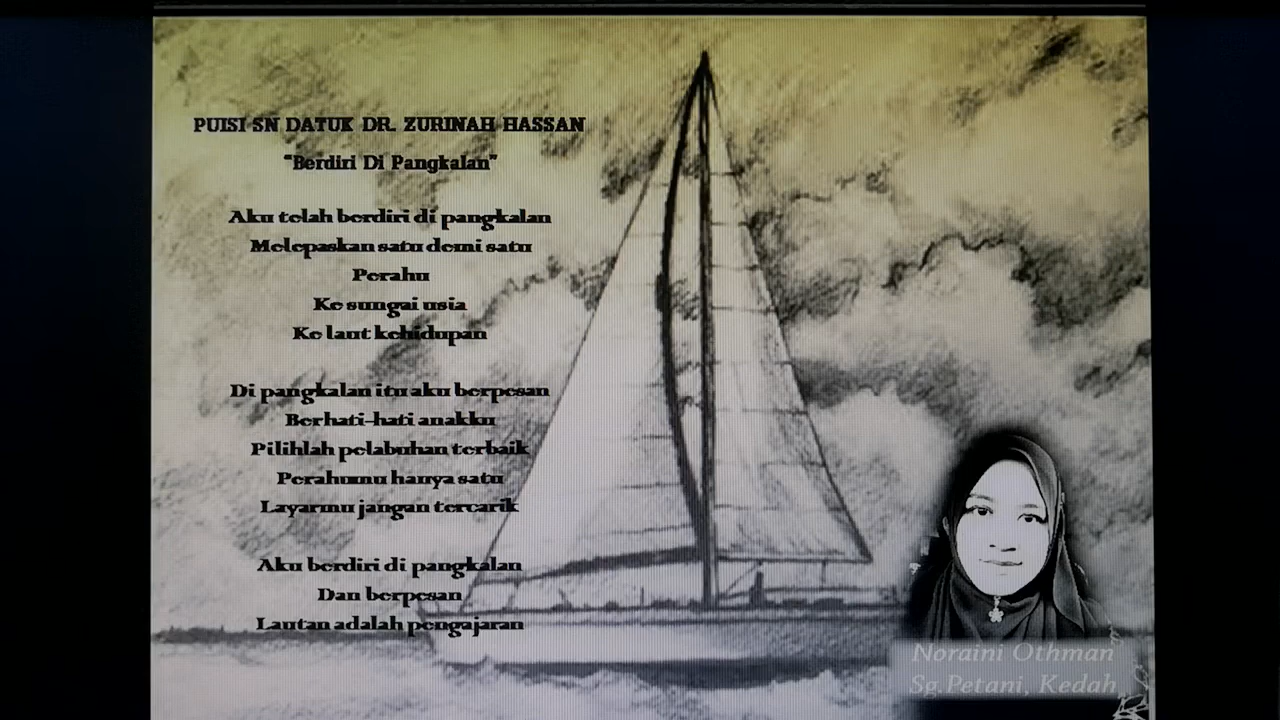 PUISI SN DATUK DR. ZURINAH HASSAN
"Berdiri Di Pangkalan"
Aku telah berdiri di pangkalan
Melepaskan satu demi satu
Perahu
Ke sungai usia
Ke laut kehidupan
Di pangkalan itu aku berpesan
Berhati-hati anakku
Pilihlah pelabuhan terbaik
Perahumu hanya satu
Layarmu jangan tercarik
Aku berdiri di pangkalan
Dan berpesan
Lautan adalah pengajaran
Noraini Othman
Sg.Petani, Kedah